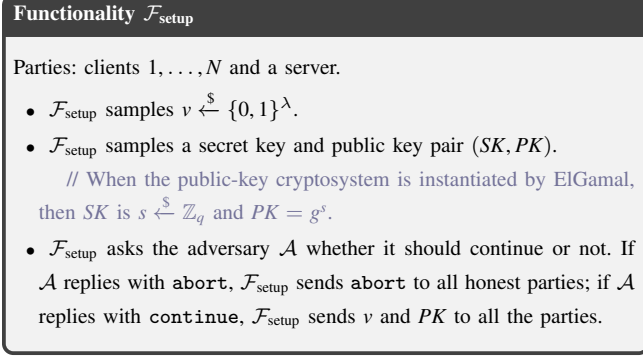 Functionality 𝓕setup
Parties: clients 1, . . . , N and a server.
• 𝓕setup samples v ←$ {0, 1}^λ.
• 𝓕setup samples a secret key and public key pair (SK, PK).
// When the public-key cryptosystem is instantiated by ElGamal,
then SK is s ←$ ℤq and PK = g^s.
• 𝓕setup asks the adversary 𝒜 whether it should continue or not. If
𝒜 replies with abort, 𝓕setup sends abort to all honest parties; if 𝒜
replies with continue, 𝓕setup sends v and PK to all the parties.